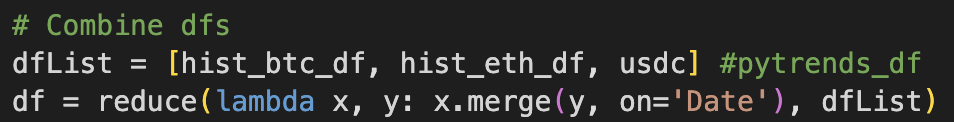 # Combine dfs
dfList = [hist_btc_df, hist_eth_df, usdc] #pytrends_df
df = reduce(lambda x, y: x.merge(y, on='Date'), dfList)